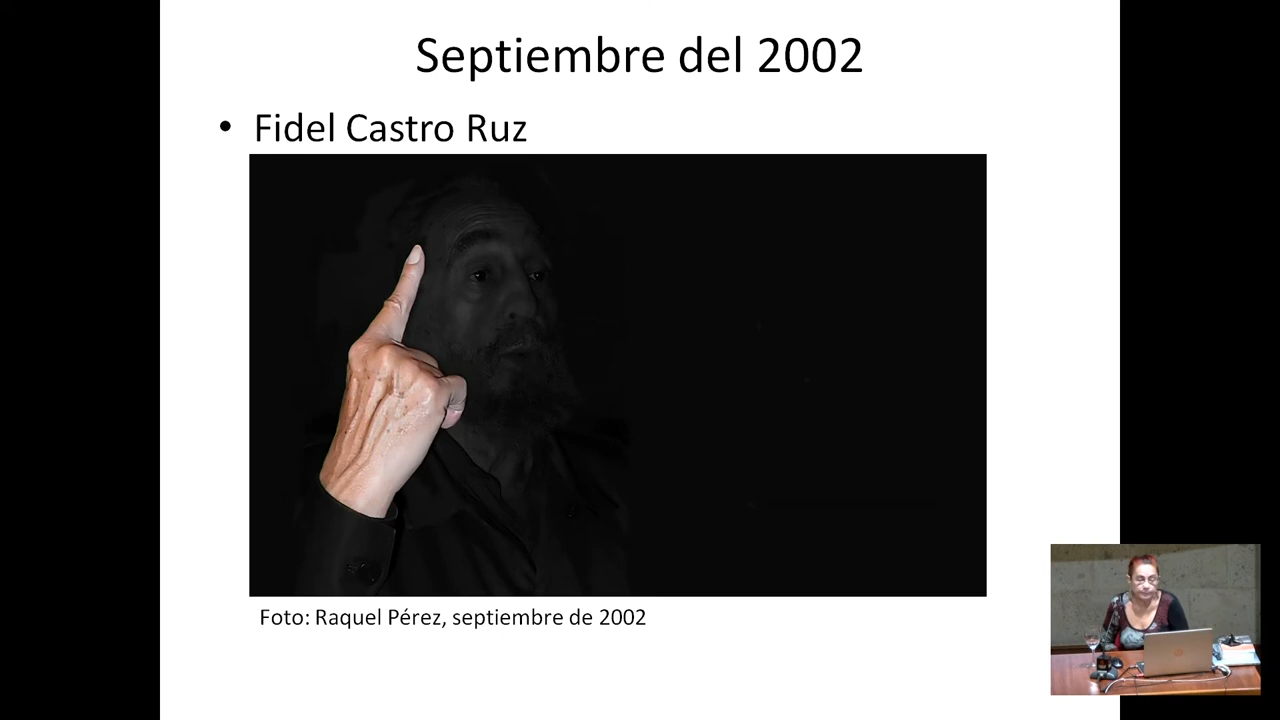 Septiembre del 2002
• Fidel Castro Ruz
Foto: Raquel Pérez, septiembre de 2002